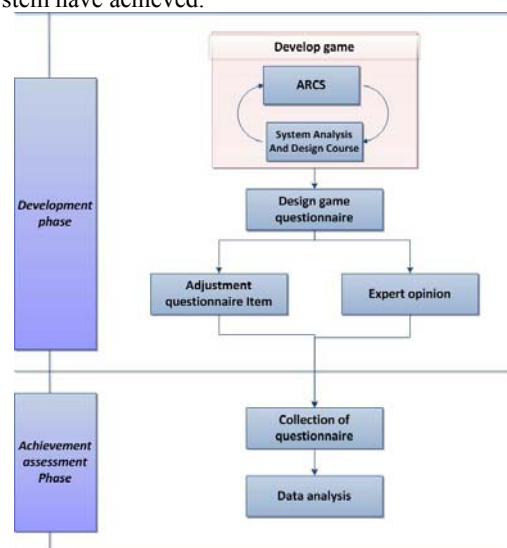 stem have achieved.
Develop game
ARCS
System Analysis
And Design Course
Development
phase
Design game
questionnaire
Adjustment
questionnaire Item
Expert opinion
Achievement
assessment
Phase
Collection of
questionnaire
Data analysis